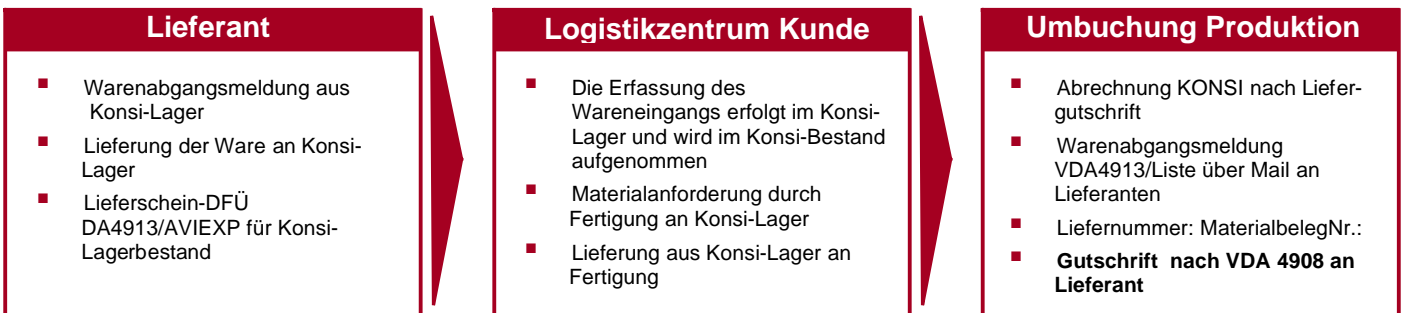 Lieferant
Warenabgangsmeldung aus
Konsi-Lager
Lieferung der Ware an Konsi-
Lager
Lieferschein-DFÜ
DA4913/AVIEXP für Konsi-
Lagerbestand
Logistikzentrum Kunde
Die Erfassung des
Wareneingangs erfolgt im Konsi-
Lager und wird im Konsi-Bestand
aufgenommen
Materialanforderung durch
Fertigung an Konsi-Lager
Lieferung aus Konsi-Lager an
Fertigung
Umbuchung Produktion
Abrechnung KONSI nach Liefer-
gutschrift
Warenabgangsmeldung
VDA4913/Liste über Mail an
Lieferanten
Liefernummer: MaterialbelegNr.:
Gutschrift nach VDA 4908 an
Lieferant